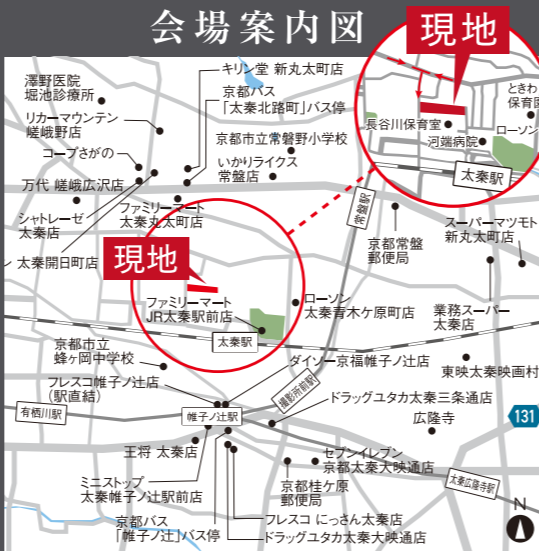 会場案内図
現地
澤野医院
堀池診療所
リカーマウンテン
嵯峨野店
コープさがの
万代 嵯峨広沢店
シャトレーゼ
太秦店
ファミリーマート
太秦丸太町店
太秦開日町店
キリン堂 新丸太町店
京都バス
「太秦北路町」バス停
京都市立常磐野小学校
いかりライクス
常盤店
常盤駅
長谷川保育室
河端病院
ときわ
保育園
ローソン
太秦駅
京都常盤
郵便局
スーパーマツモト
新丸太町店
現地
ファミリーマート
JR太秦駅前店
太秦駅
ローソン
太秦青木ケ原町店
業務スーパー
太秦店
京都市立
蜂ヶ岡中学校
フレスコ帷子ノ辻店
(駅直結)
ダイソー京福帷子ノ辻店
撮影所前駅
東映太秦映画村
有栖川駅
帷子ノ辻駅
ドラッグユタカ太秦三条通店
広隆寺
131
王将 太秦店
セブンイレブン
京都太秦大映通店
太秦広隆寺駅
ミニストップ
太秦帷子ノ辻駅前店
京都桂ケ原
郵便局
京都バス
「帷子ノ辻」バス停
フレスコ にっさん太秦店
ドラッグユタカ太秦大映通店
N